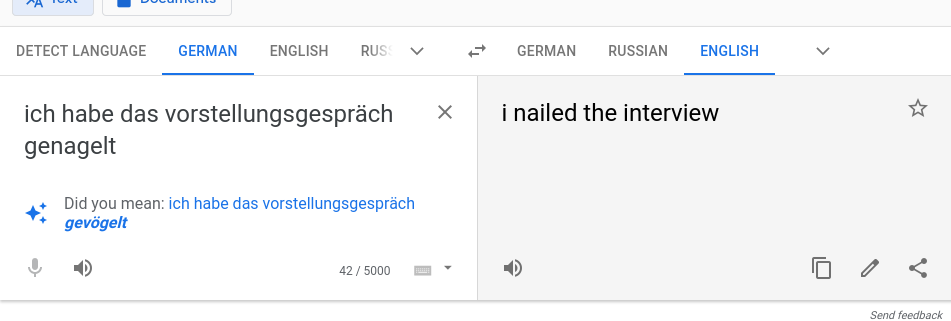 Text Documents
DETECT LANGUAGE GERMAN ENGLISH RUS GERMAN RUSSIAN ENGLISH
ich habe das vorstellungsgespräch
genagelt
i nailed the interview
Did you mean: ich habe das vorstellungsgespräch
gevögelt
42 / 5000
Send feedback